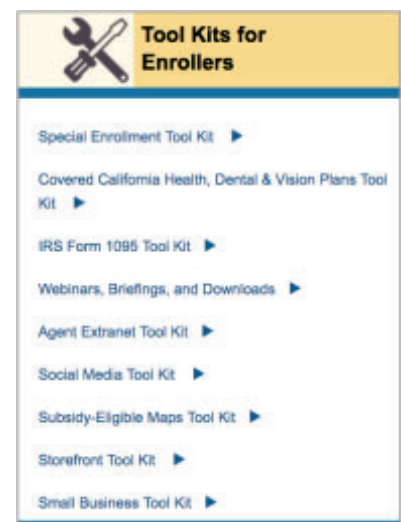 Tool Kits for
Enrollers
Special Enrollment Tool Kit
Covered California Health, Dental & Vision Plans Tool
Kit
IRS Form 1095 Tool Kit
Webinars, Briefings, and Downloads
Agent Extranet Tool Kit
Social Media Tool Kit
Subsidy-Eligible Maps Tool Kit
Storefront Tool Kit
Small Business Tool Kit